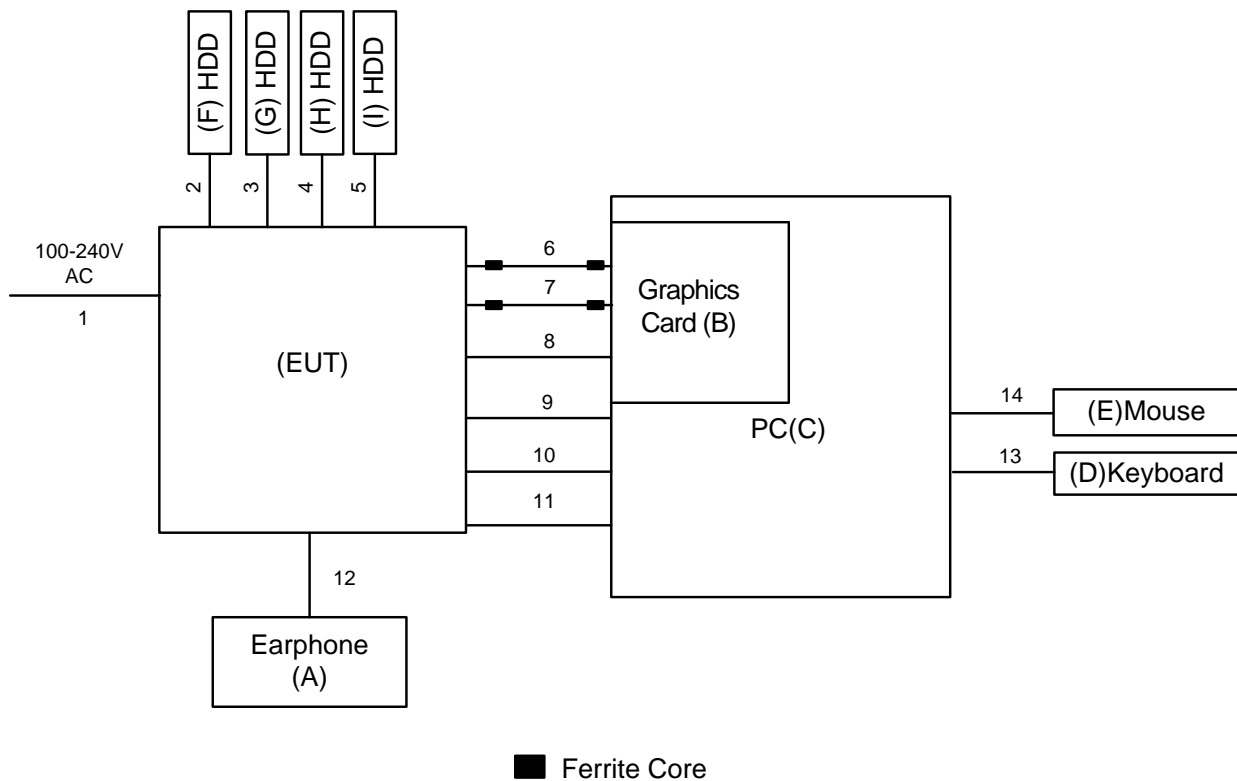 (F) HDD
(G) HDD
(H) HDD
(I) HDD
2
3
4
5
100-240V
AC
1
(EUT)
6
7
8
9
10
11
Graphics
Card (B)
PC(C)
14
(E)Mouse
13
(D)Keyboard
12
Earphone
(A)
Ferrite Core